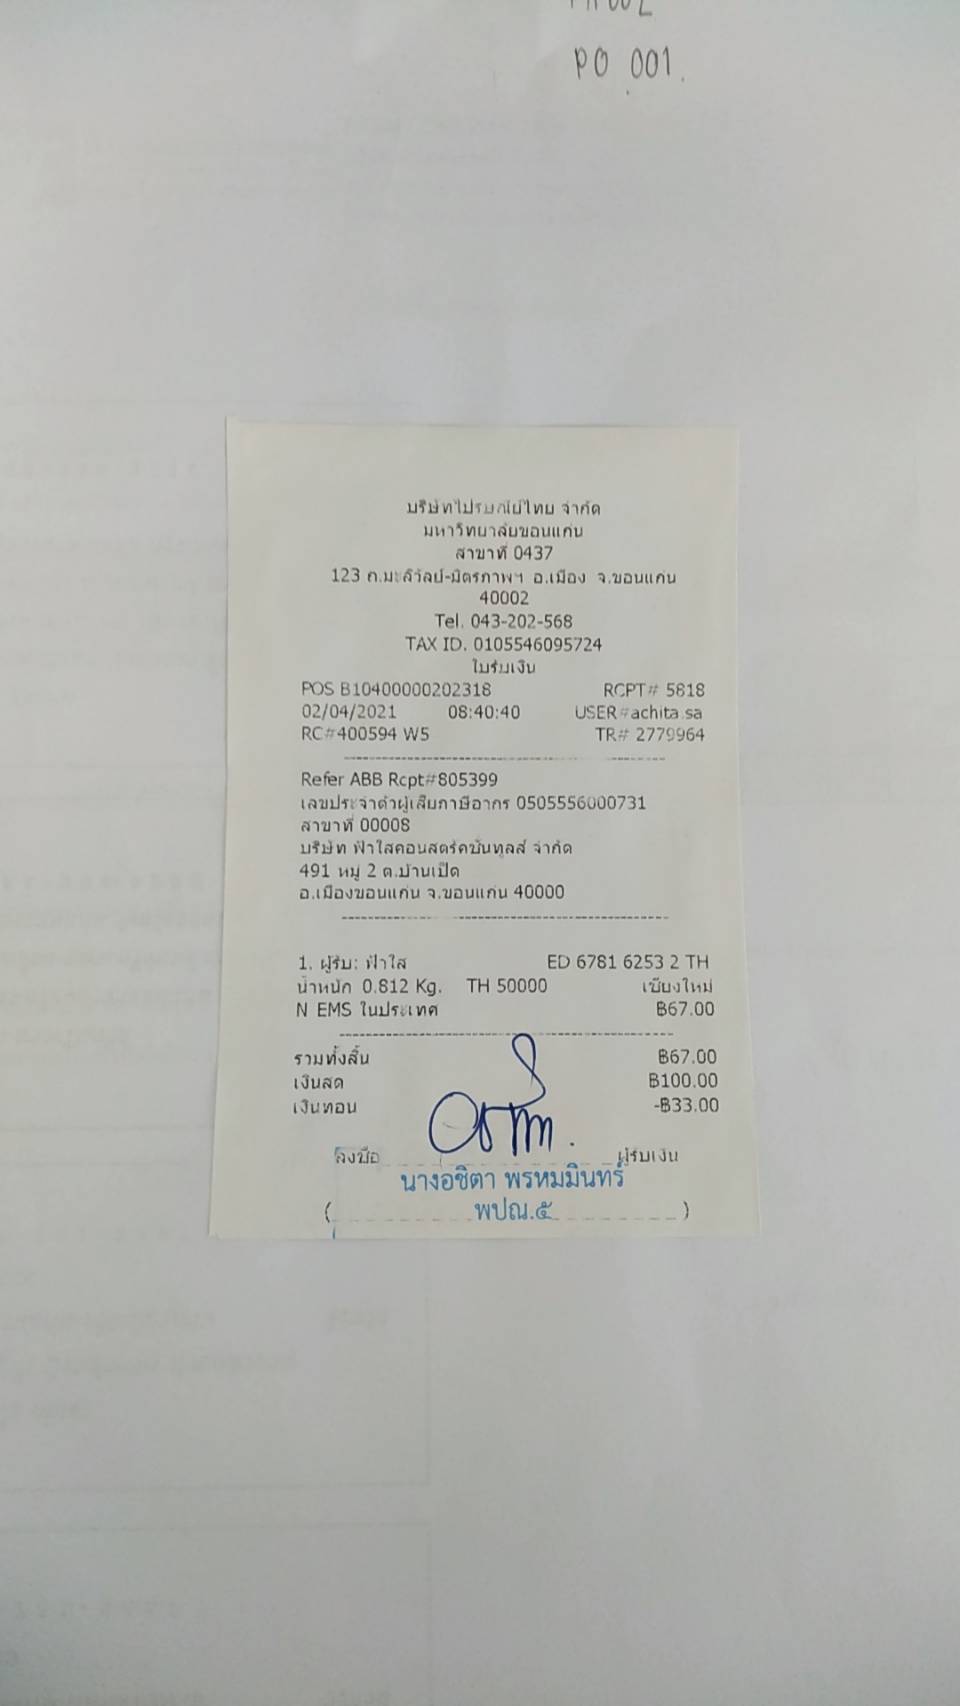 PO 001.
บริษัทไปรษณีย์ไทย จำกัด
มหาวิทยาลัยขอนแก่น
สาขาที่ 0437
123 ถ.มะลิวัลย์-มิตรภาพฯ อ.เมือง จ.ขอนแก่น
40002
Tel. 043-202-568
TAX ID. 0105546095724
ใบรับเงิน
POS B10400000202318 RCPT# 5818
02/04/2021 08:40:40 USER#achita.sa
RC#400594 W5 TR# 2779964
Refer ABB Rcpt#805399
เลขประจำตัวผู้เสียภาษีอากร 0505556000731
สาขาที่ 00008
บริษัท ฟ้าใสคอนสตรัคชั่นทูลส์ จำกัด
491 หมู่ 2 ต.บ้านเป็ด
อ.เมืองขอนแก่น จ.ขอนแก่น 40000
1. ผู้รับ: ฟ้าใส ED 6781 6253 2 TH
น้ำหนัก 0.812 Kg. TH 50000 เชียงใหม่
N EMS ในประเทศ ฿67.00
รวมทั้งสิ้น ฿67.00
เงินสด ฿100.00
เงินทอน -฿33.00
ลงชื่อ ผู้รับเงิน
นางอชิตา พรหมมินทร์
( พปณ.๕ )